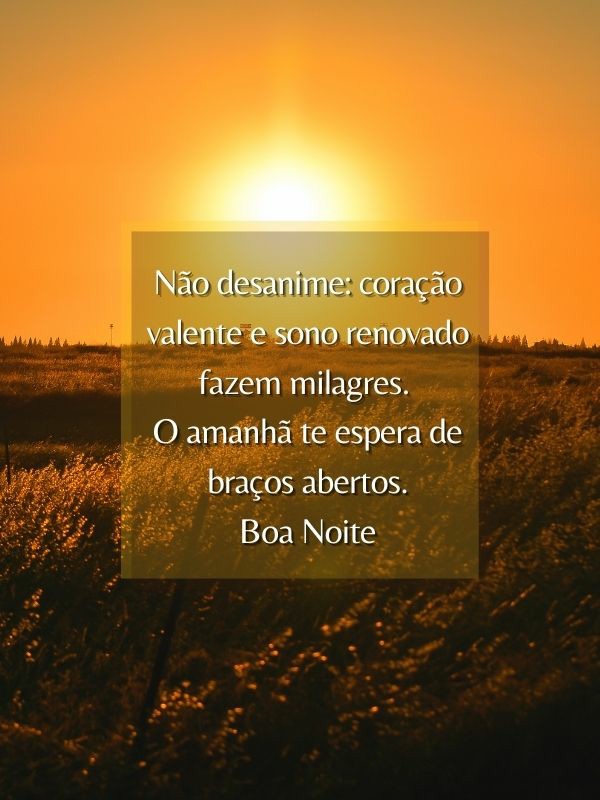 Não desanime: coração
valente e sono renovado
fazem milagres.
O amanhã te espera de
braços abertos.
Boa Noite